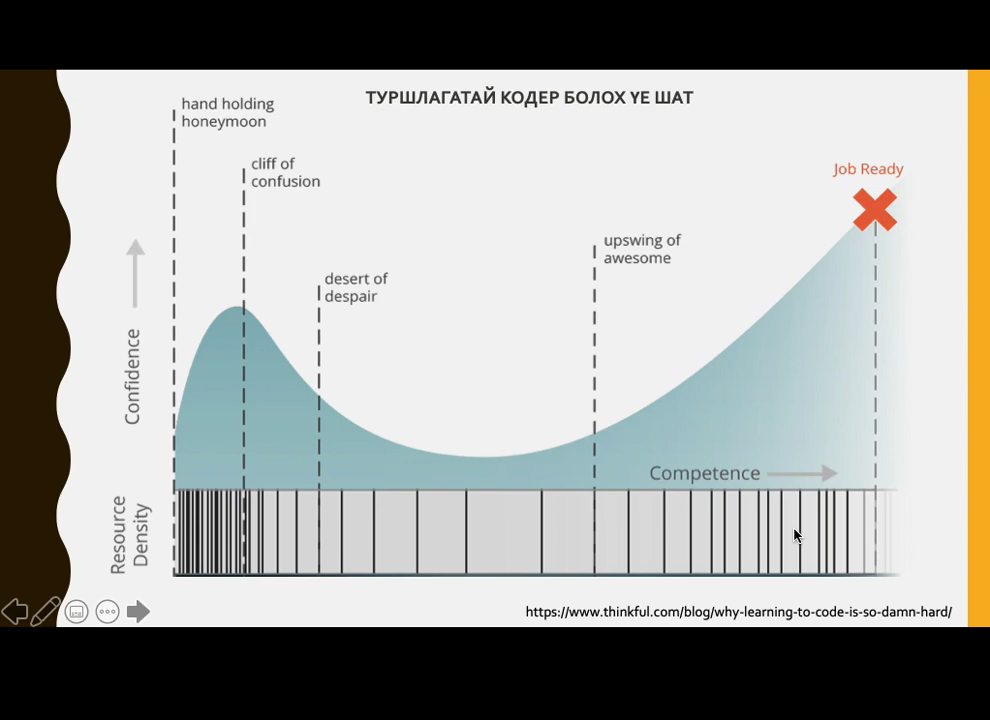 ТУРШЛАГАТАЙ КОДЕР БОЛОХ ҮЕ ШАТ
hand holding
honeymoon
cliff of
confusion
desert of
despair
upswing of
awesome
Job Ready
Confidence
Competence
Resource
Density
https://www.thinkful.com/blog/why-learning-to-code-is-so-damn-hard/